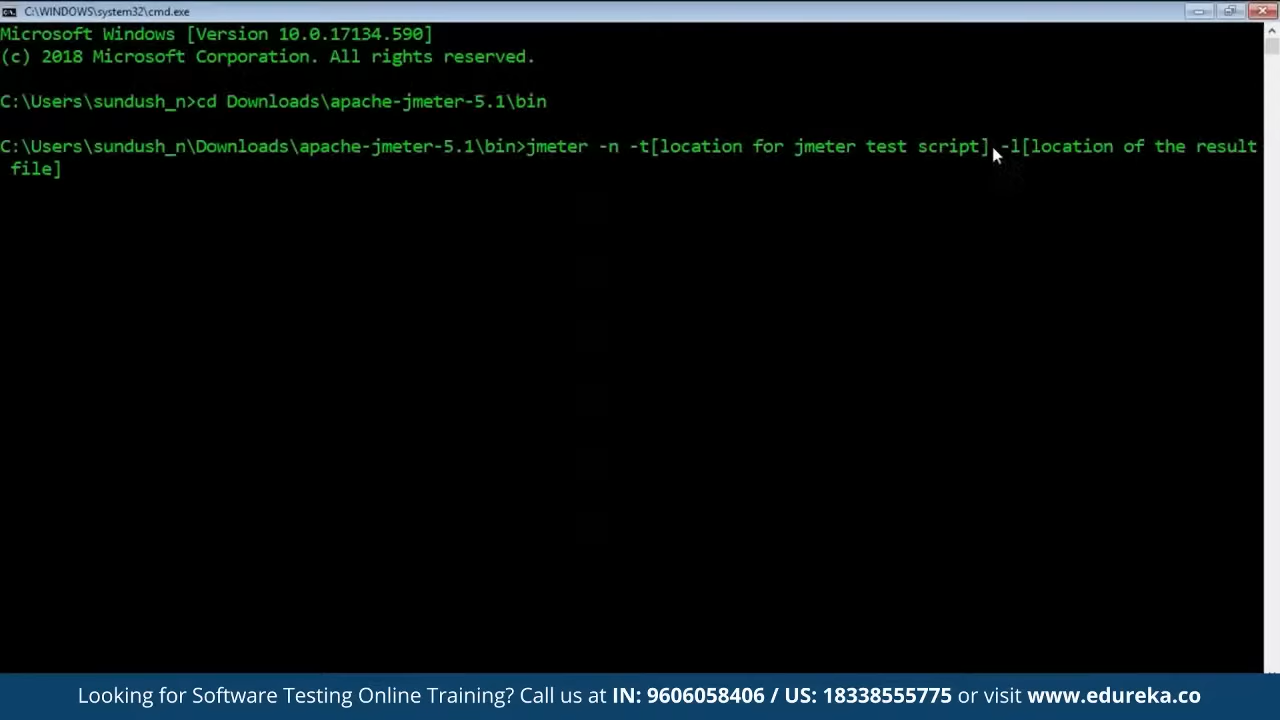 C:\WINDOWS\system32\cmd.exe
Microsoft Windows [Version 10.0.17134.590]
(c) 2018 Microsoft Corporation. All rights reserved.
C:\Users\sundush_n>cd Downloads\apache-jmeter-5.1\bin
C:\Users\sundush_n\Downloads\apache-jmeter-5.1\bin>jmeter -n -t[location for jmeter test script] -l[location of the result
file]
Looking for Software Testing Online Training? Call us at IN: 9606058406 / US: 18338555775 or visit www.edureka.co